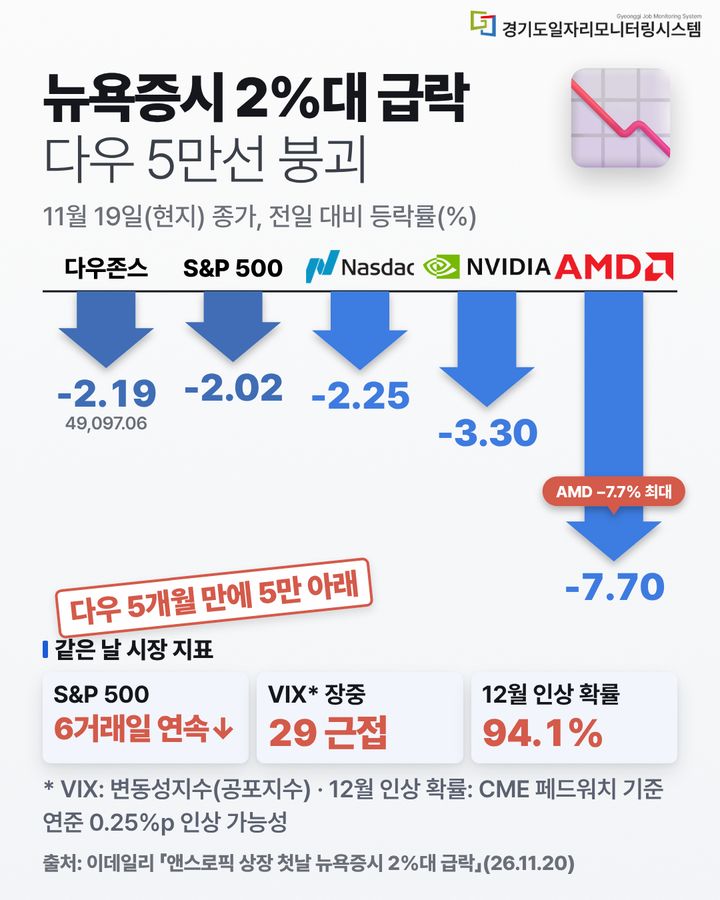 Gyeonggi Job Monitoring System
경기도일자리모니터링시스템
뉴욕증시 2%대 급락
다우 5만선 붕괴
11월 19일(현지) 종가, 전일 대비 등락률(%)
다우존스 S&P 500 Nasdac NVIDIA AMD
-2.19 -2.02 -2.25 -3.30
49,097.06
AMD −7.7% 최대
-7.70
다우 5개월 만에 5만 아래
같은 날 시장 지표
S&P 500 VIX* 장중 12월 인상 확률
6거래일 연속↓ 29 근접 94.1%
* VIX: 변동성지수(공포지수) · 12월 인상 확률: CME 페드워치 기준
연준 0.25%p 인상 가능성
출처: 이데일리 『앤스로픽 상장 첫날 뉴욕증시 2%대 급락』(26.11.20)